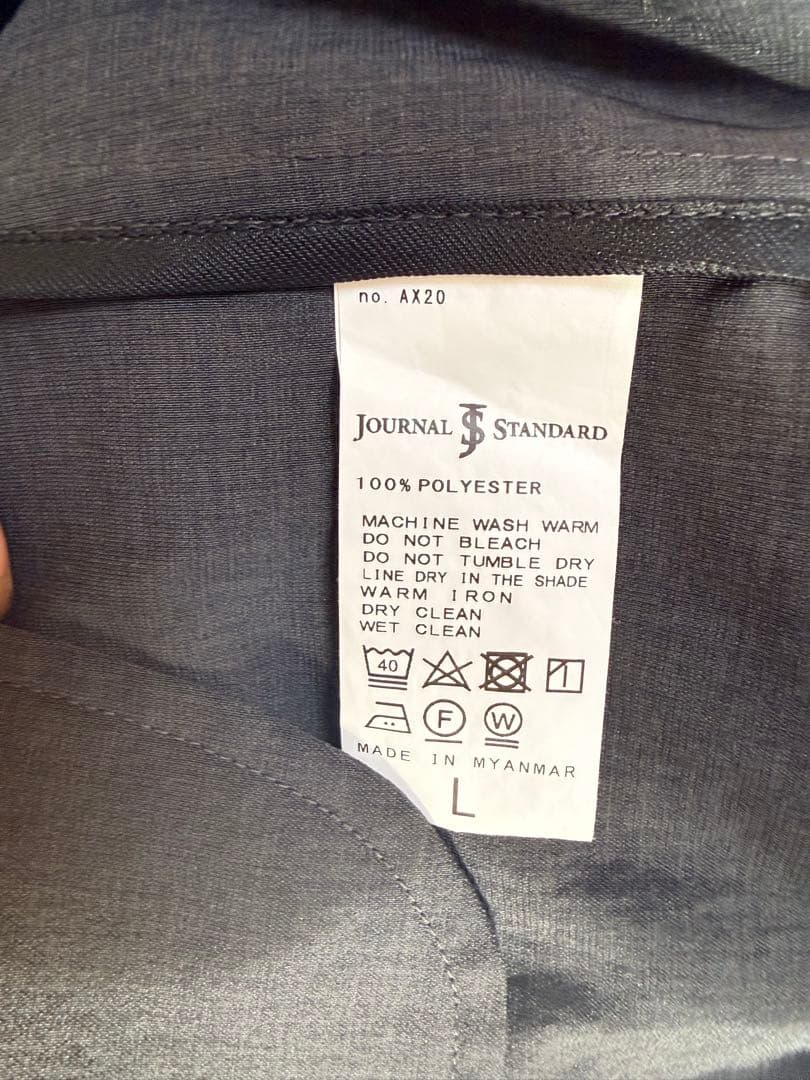 no. AX20
JOURNAL JS STANDARD
100% POLYESTER
MACHINE WASH WARM
DO NOT BLEACH
DO NOT TUMBLE DRY
LINE DRY IN THE SHADE
WARM IRON
DRY CLEAN
WET CLEAN
40
F W
MADE IN MYANMAR
L